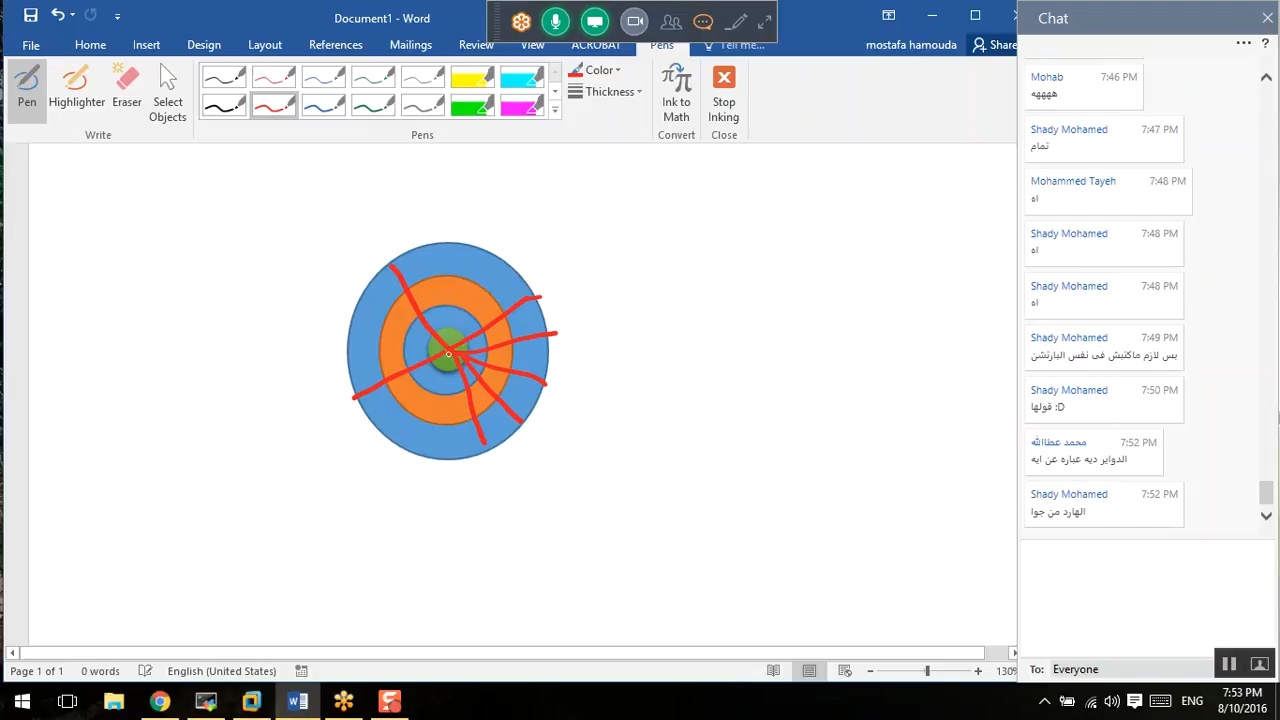 Document1 - Word
File
Home
Insert
Design
Layout
References
Mailings
Review
View
ACROBAT
Pens
Tell me...
mostafa hamouda
Share
Pen
Highlighter
Eraser
Select Objects
Color
Thickness
Ink to Math
Stop Inking
Write
Pens
Convert
Close
Chat
Mohab 7:46 PM
هههههه
Shady Mohamed 7:47 PM
تمام
Mohammed Tayeh 7:48 PM
اه
Shady Mohamed 7:48 PM
اه
Shady Mohamed 7:48 PM
اه
Shady Mohamed 7:49 PM
بس لازم ماكتبش فى نفس البارتشن
Shady Mohamed 7:50 PM
قولها :D
محمد عطاالله 7:52 PM
الدواير ديه عباره عن ايه
Shady Mohamed 7:52 PM
الهارد من جوا
To: Everyone
Page 1 of 1
0 words
English (United States)
130%
ENG
7:53 PM
8/10/2016